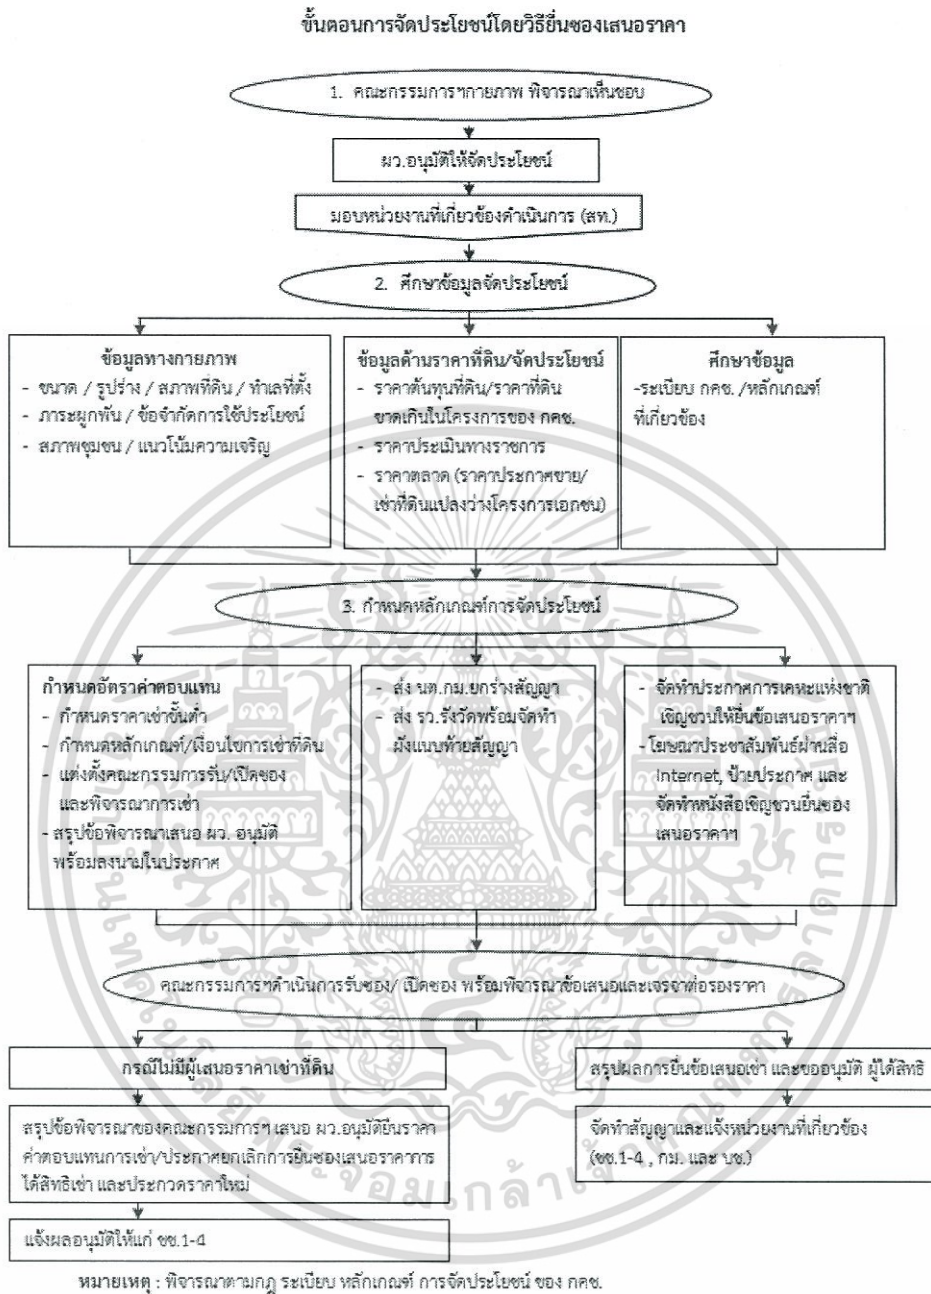 ขั้นตอนการจัดประโยชน์โดยวิธียื่นซองเสนอราคา
1. คณะกรรมการฯกายภาพ พิจารณาเห็นชอบ
ผว.อนุมัติให้จัดประโยชน์
มอบหน่วยงานที่เกี่ยวข้องดำเนินการ (สท.)
2. ศึกษาข้อมูลจัดประโยชน์
ข้อมูลทางกายภาพ
- ขนาด / รูปร่าง / สภาพที่ดิน / ทำเลที่ตั้ง
- ภาระผูกพัน / ข้อจำกัดการใช้ประโยชน์
- สภาพชุมชน / แนวโน้มความเจริญ
ข้อมูลด้านราคาที่ดิน/จัดประโยชน์
- ราคาต้นทุนที่ดิน/ราคาที่ดิน
ขาดเกินในโครงการของ กคช.
- ราคาประเมินทางราชการ
- ราคาตลาด (ราคาประกาศขาย/
เช่าที่ดินแปลงว่างโครงการเอกชน)
ศึกษาข้อมูล
-ระเบียบ กคช. /หลักเกณฑ์
ที่เกี่ยวข้อง
3. กำหนดหลักเกณฑ์การจัดประโยชน์
กำหนดอัตราค่าตอบแทน
- กำหนดราคาเช่าขั้นต่ำ
- กำหนดหลักเกณฑ์/เงื่อนไขการเช่าที่ดิน
- แต่งตั้งคณะกรรมการรับ/เปิดซอง
และพิจารณาการเช่า
- สรุปข้อพิจารณาเสนอ ผว. อนุมัติ
พร้อมลงนามในประกาศ
- ส่ง นต.กม.ยกร่างสัญญา
- ส่ง รว.รังวัดพร้อมจัดทำ
ผังแนบท้ายสัญญา
- จัดทำประกาศการเคหะแห่งชาติ
เชิญชวนให้ยื่นข้อเสนอราคาฯ
- โฆษณาประชาสัมพันธ์ผ่านสื่อ
Internet, ป้ายประกาศ และ
จัดทำหนังสือเชิญชวนยื่นซอง
เสนอราคาฯ
คณะกรรมการฯดำเนินการรับซอง/ เปิดซอง พร้อมพิจารณาข้อเสนอและเจรจาต่อรองราคา
กรณีไม่มีผู้เสนอราคาเช่าที่ดิน
สรุปข้อพิจารณาของคณะกรรมการฯ เสนอ ผว.อนุมัติยืนราคา
ค่าตอบแทนการเช่า/ประกาศยกเลิกการยื่นซองเสนอราคาการ
ได้สิทธิเช่า และประกวดราคาใหม่
แจ้งผลอนุมัติให้แก่ ขช.1-4
สรุปผลการยื่นข้อเสนอเช่า และขออนุมัติ ผู้ได้สิทธิ
จัดทำสัญญาและแจ้งหน่วยงานที่เกี่ยวข้อง
(ขช.1-4 , กม. และ บช.)
หมายเหตุ : พิจารณาตามกฎ ระเบียบ หลักเกณฑ์ การจัดประโยชน์ ของ กคช.